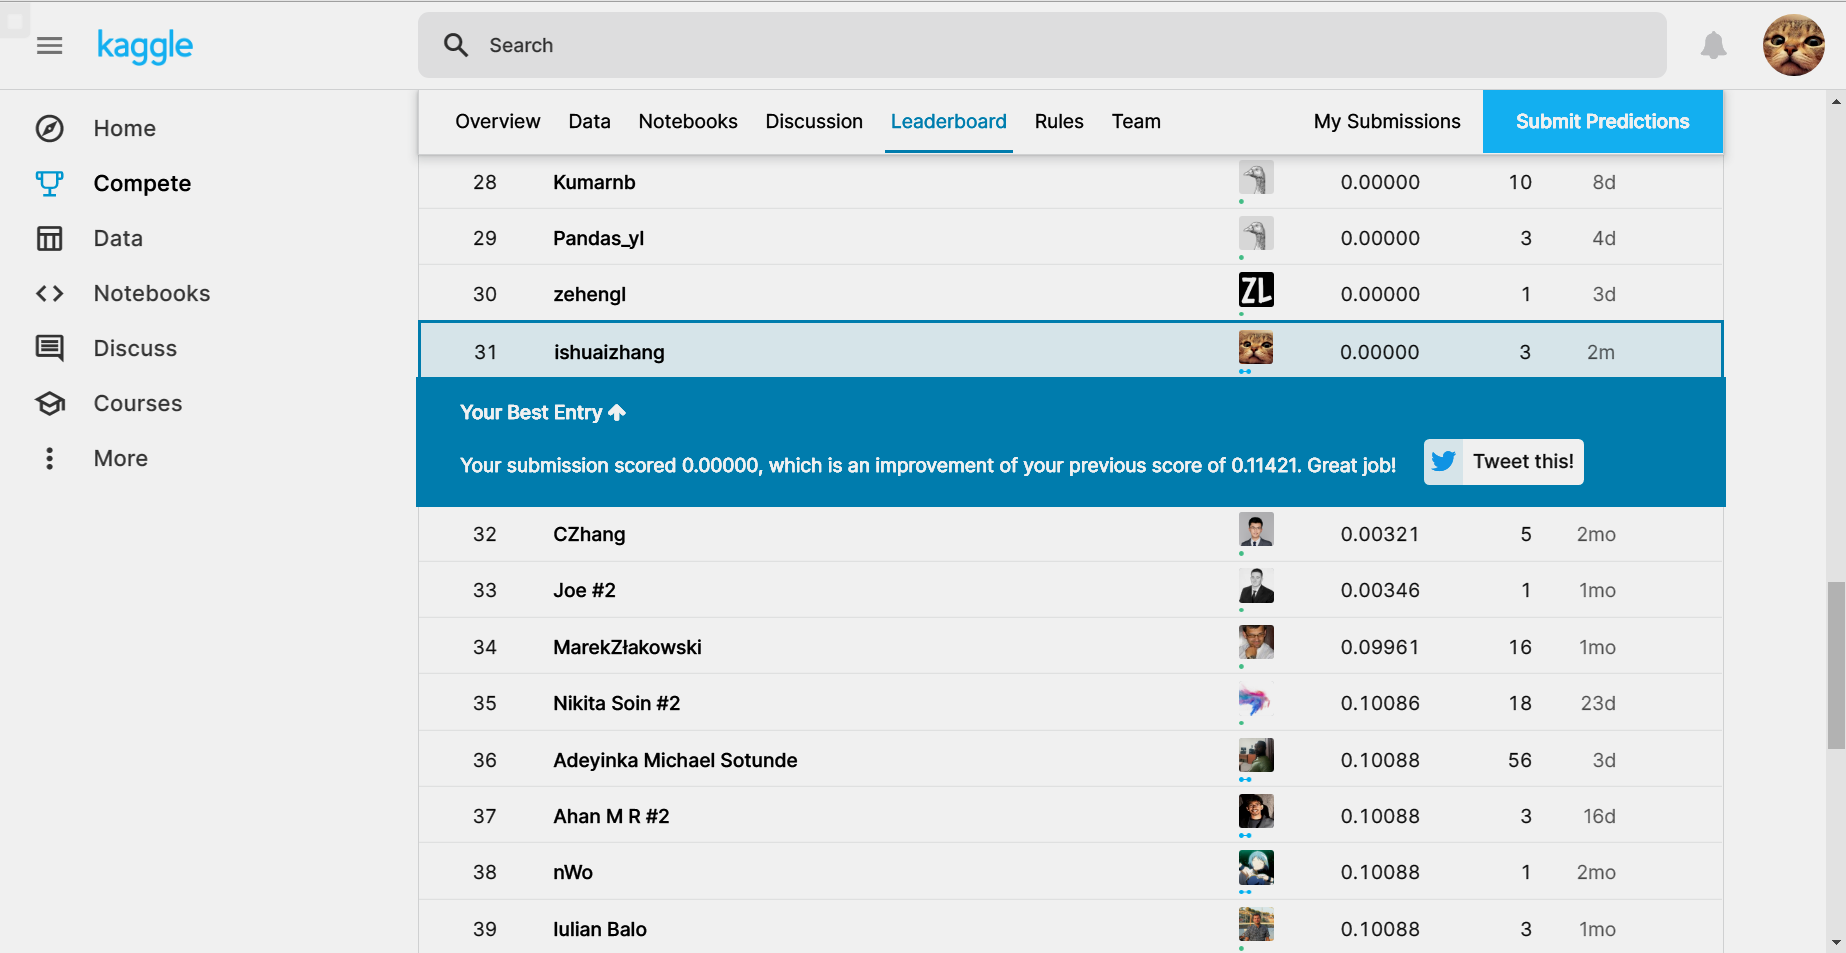 kaggle
Search
Home
Compete
Data
Notebooks
Discuss
Courses
More
Overview Data Notebooks Discussion Leaderboard Rules Team My Submissions Submit Predictions
28 Kumarnb 0.00000 10 8d
29 Pandas_yl 0.00000 3 4d
30 zehengl ZL 0.00000 1 3d
31 ishuaizhang 0.00000 3 2m
Your Best Entry
Your submission scored 0.00000, which is an improvement of your previous score of 0.11421. Great job! Tweet this!
32 CZhang 0.00321 5 2mo
33 Joe #2 0.00346 1 1mo
34 MarekZłakowski 0.09961 16 1mo
35 Nikita Soin #2 0.10086 18 23d
36 Adeyinka Michael Sotunde 0.10088 56 3d
37 Ahan M R #2 0.10088 3 16d
38 nWo 0.10088 1 2mo
39 Iulian Balo 0.10088 3 1mo